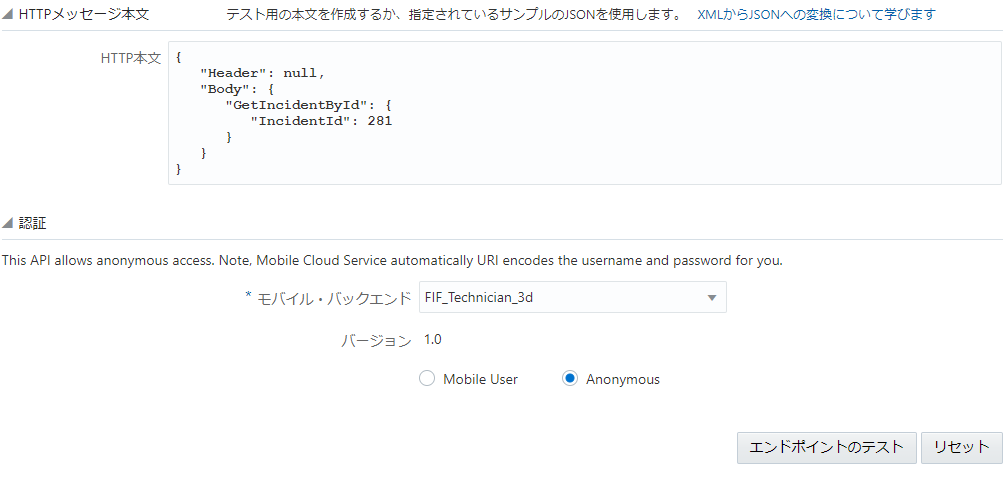 HTTPメッセージ本文 テスト用の本文を作成するか、指定されているサンプルのJSONを使用します。 XMLからJSONへの変換について学びます
HTTP本文 {
"Header": null,
"Body": {
"GetIncidentById": {
"IncidentId": 281
}
}
}
認証
This API allows anonymous access. Note, Mobile Cloud Service automatically URI encodes the username and password for you.
* モバイル・バックエンド FIF_Technician_3d
バージョン 1.0
Mobile User Anonymous
エンドポイントのテスト リセット